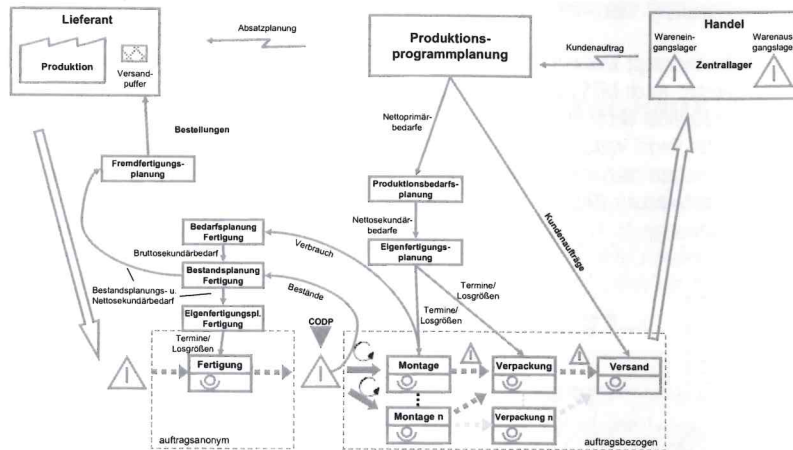 Lieferant
Produktion
Versand-
puffer
Absatzplanung
Produktions-
programmplanung
Kundenauftrag
Handel
Warenein-
gangslager
Warenaus-
gangslager
Zentrallager
Bestellungen
Nettoprimär-
bedarfe
Fremdfertigungs-
planung
Produktionsbedarfs-
planung
Nettosekundär-
bedarfe
Kundenaufträge
Bedarfsplanung
Fertigung
Verbrauch
Eigenfertigungs-
planung
Bruttosekundärbedarf
Bestandsplanung
Fertigung
Bestände
Bestandsplanungs- u.
Nettosekundärbedarf
Termine/
Losgrößen
Termine/
Losgrößen
Eigenfertigungspl.
Fertigung
CODP
Termine/
Losgrößen
Fertigung
Montage
Verpackung
Versand
Montage n
Verpackung n
auftragsanonym
auftragsbezogen